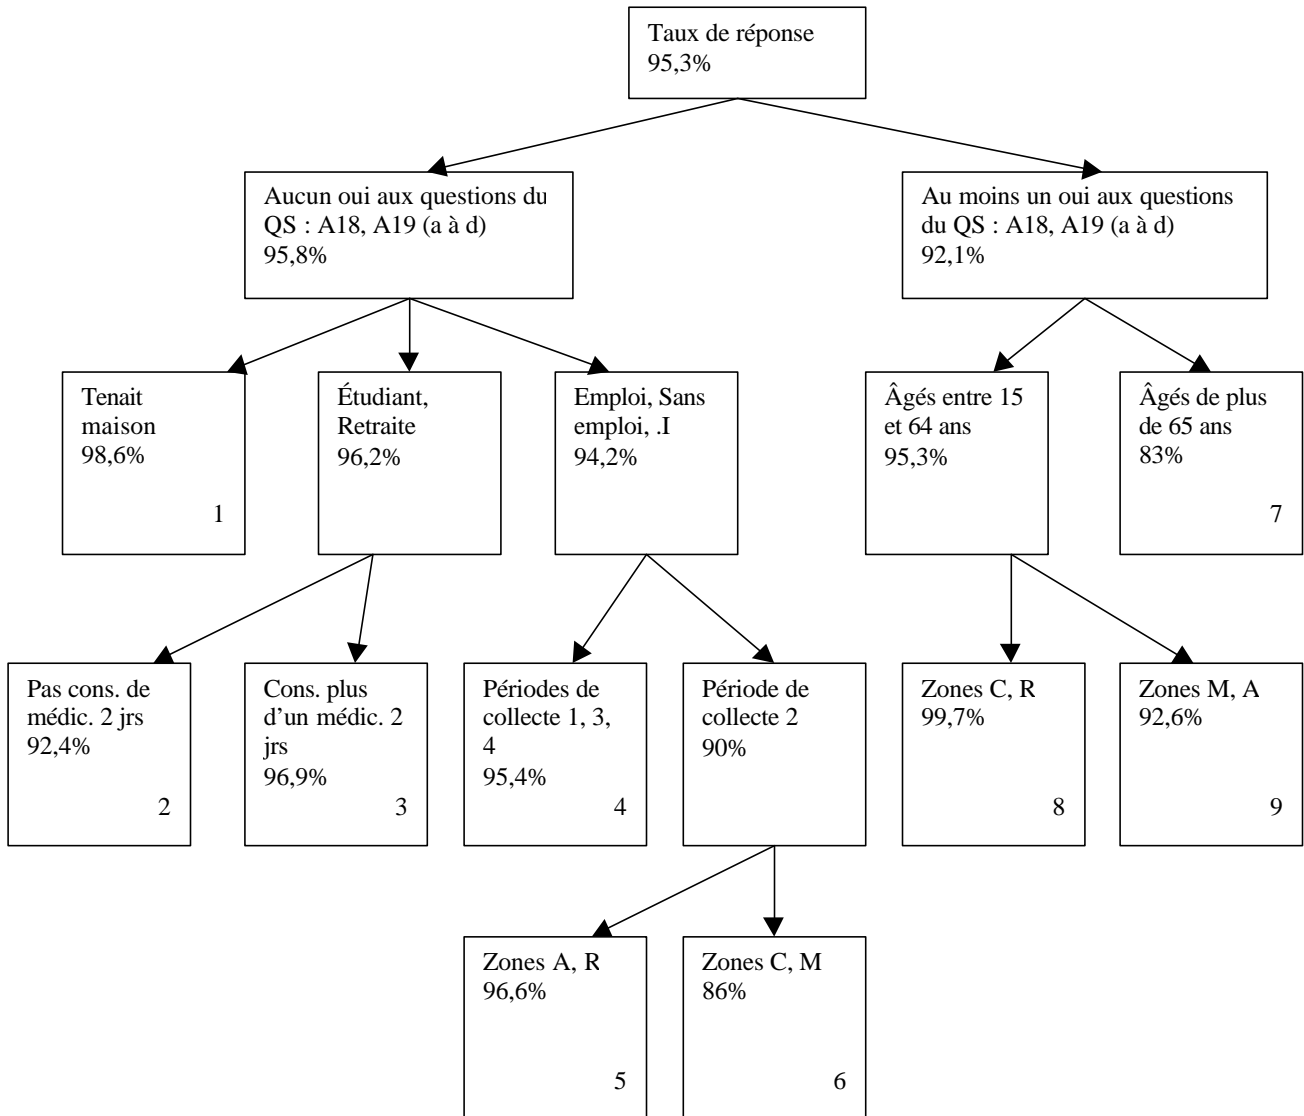 Taux de réponse
95,3%
Aucun oui aux questions du
QS : A18, A19 (a à d)
95,8%
Au moins un oui aux questions
du QS : A18, A19 (a à d)
92,1%
Tenait
maison
98,6%
1
Étudiant,
Retraite
96,2%
Emploi, Sans
emploi, .I
94,2%
Âgés entre 15
et 64 ans
95,3%
Âgés de plus
de 65 ans
83%
7
Pas cons. de
médic. 2 jrs
92,4%
2
Cons. plus
d’un médic. 2
jrs
96,9%
3
Périodes de
collecte 1, 3,
4
95,4%
4
Période de
collecte 2
90%
Zones C, R
99,7%
8
Zones M, A
92,6%
9
Zones A, R
96,6%
5
Zones C, M
86%
6